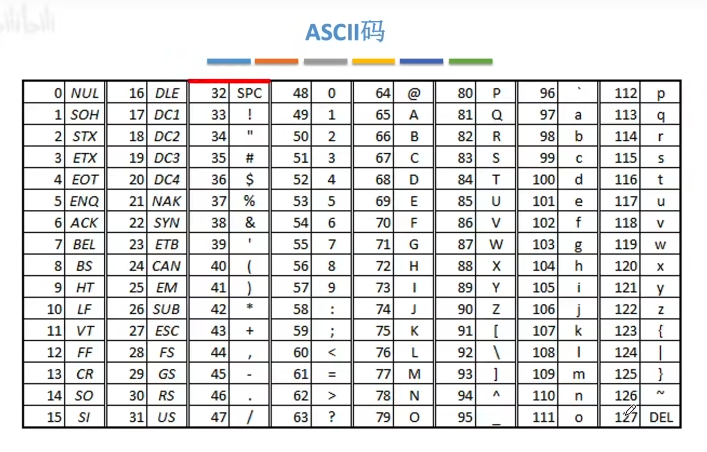 ASCII码
0 NUL 16 DLE 32 SPC 48 0 64 @ 80 P 96 ` 112 p
1 SOH 17 DC1 33 ! 49 1 65 A 81 Q 97 a 113 q
2 STX 18 DC2 34 " 50 2 66 B 82 R 98 b 114 r
3 ETX 19 DC3 35 # 51 3 67 C 83 S 99 c 115 s
4 EOT 20 DC4 36 $ 52 4 68 D 84 T 100 d 116 t
5 ENQ 21 NAK 37 % 53 5 69 E 85 U 101 e 117 u
6 ACK 22 SYN 38 & 54 6 70 F 86 V 102 f 118 v
7 BEL 23 ETB 39 ' 55 7 71 G 87 W 103 g 119 w
8 BS 24 CAN 40 ( 56 8 72 H 88 X 104 h 120 x
9 HT 25 EM 41 ) 57 9 73 I 89 Y 105 i 121 y
10 LF 26 SUB 42 * 58 : 74 J 90 Z 106 j 122 z
11 VT 27 ESC 43 + 59 ; 75 K 91 [ 107 k 123 {
12 FF 28 FS 44 , 60 < 76 L 92 \ 108 l 124 |
13 CR 29 GS 45 - 61 = 77 M 93 ] 109 m 125 }
14 SO 30 RS 46 . 62 > 78 N 94 ^ 110 n 126 ~
15 SI 31 US 47 / 63 ? 79 O 95 _ 111 o 127 DEL